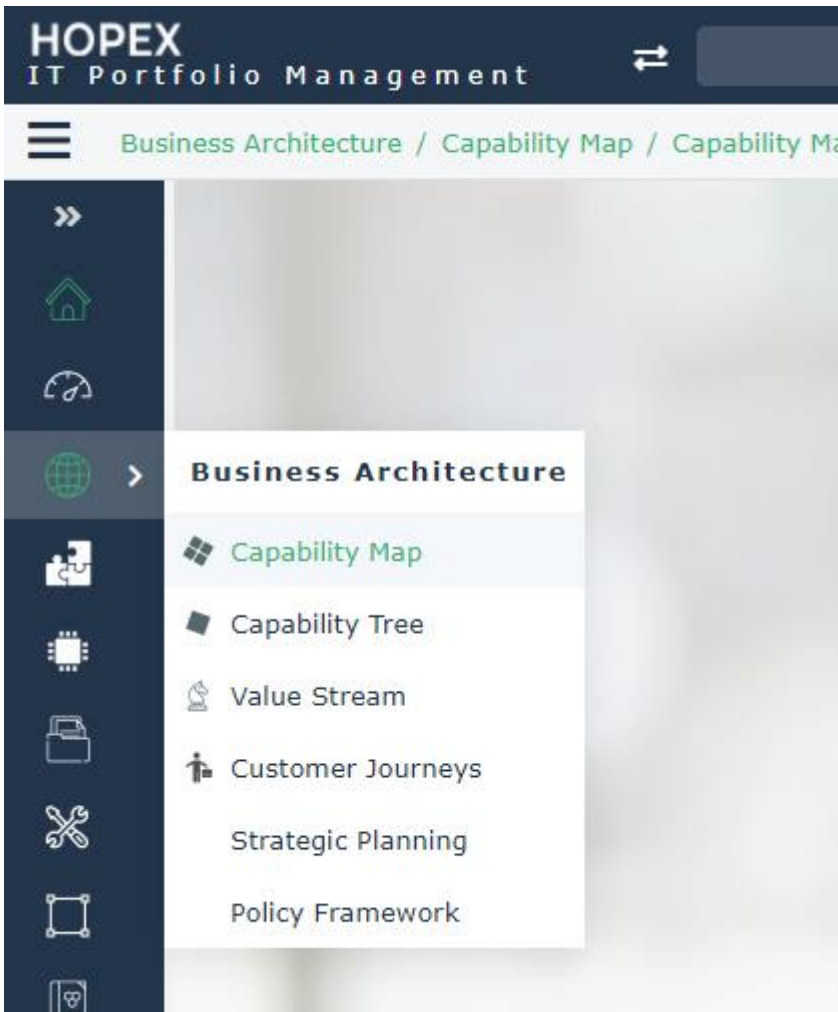 HOPEX
IT Portfolio Management
Business Architecture / Capability Map / Capability
Business Architecture
Capability Map
Capability Tree
Value Stream
Customer Journeys
Strategic Planning
Policy Framework